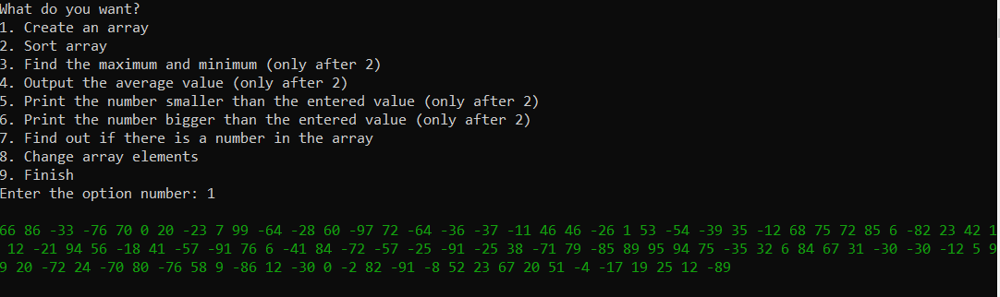 What do you want?
1. Create an array
2. Sort array
3. Find the maximum and minimum (only after 2)
4. Output the average value (only after 2)
5. Print the number smaller than the entered value (only after 2)
6. Print the number bigger than the entered value (only after 2)
7. Find out if there is a number in the array
8. Change array elements
9. Finish
Enter the option number: 1
66 86 -33 -76 70 0 20 -23 7 99 -64 -28 60 -97 72 -64 -36 -37 -11 46 46 -26 1 53 -54 -39 35 -12 68 75 72 85 6 -82 23 42 1
12 -21 94 56 -18 41 -57 -91 76 6 -41 84 -72 -57 -25 -91 -25 38 -71 79 -85 89 95 94 75 -35 32 6 84 67 31 -30 -30 -12 5 9
9 20 -72 24 -70 80 -76 58 9 -86 12 -30 0 -2 82 -91 -8 52 23 67 20 51 -4 -17 19 25 12 -89